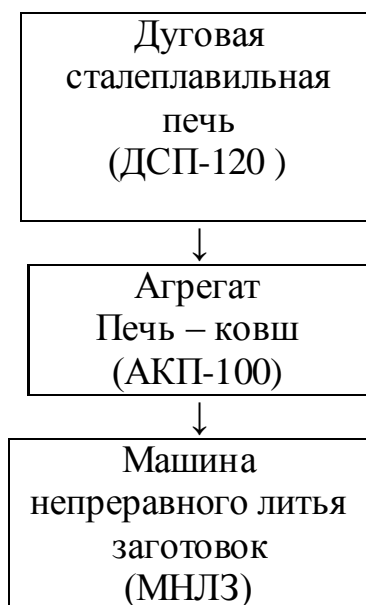 Дуговая
сталеплавильная
печь
(ДСП-120 )
↓
Агрегат
Печь – ковш
(АКП-100)
↓
Машина
непреравного литья
заготовок
(МНЛЗ)